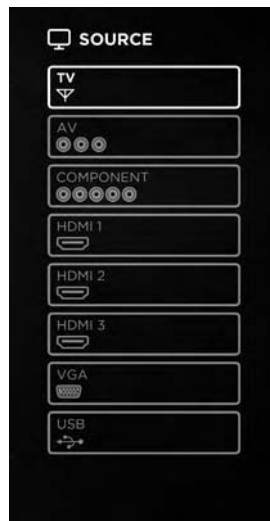 SOURCE
TV
AV
COMPONENT
HDMI 1
HDMI 2
HDMI 3
VGA
USB